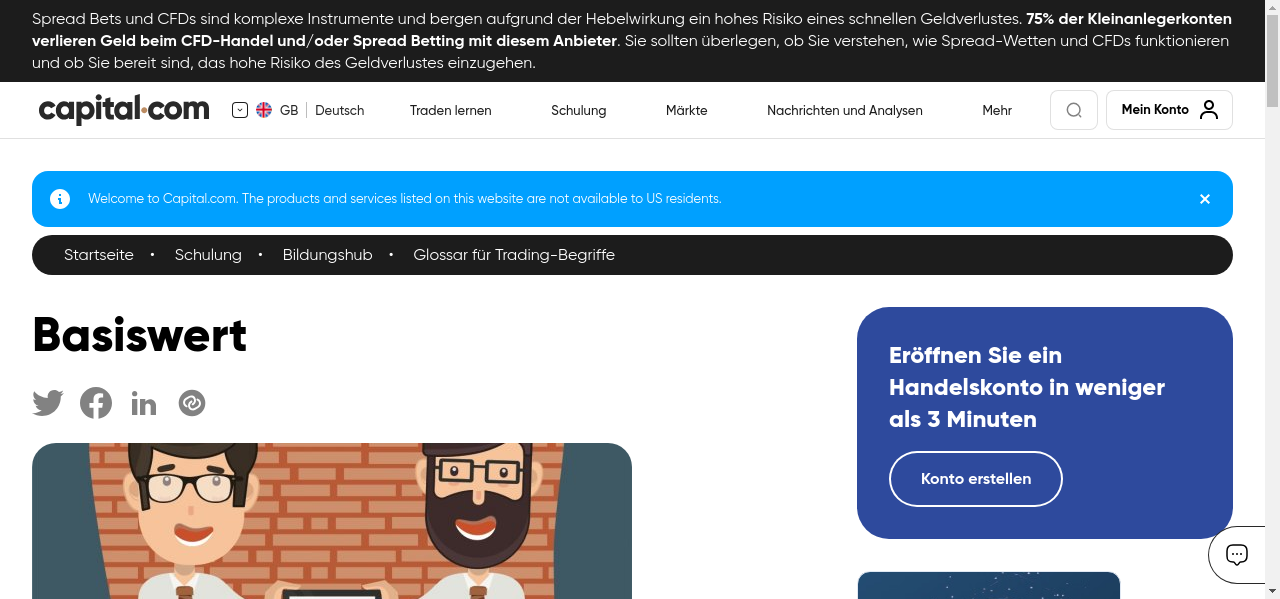 Spread Bets und CFDs sind komplexe Instrumente und bergen aufgrund der Hebelwirkung ein hohes Risiko eines schnellen Geldverlustes. 75% der Kleinanlegerkonten
verlieren Geld beim CFD-Handel und/oder Spread Betting mit diesem Anbieter. Sie sollten überlegen, ob Sie verstehen, wie Spread-Wetten und CFDs funktionieren
und ob Sie bereit sind, das hohe Risiko des Geldverlustes einzugehen.
capital.com GB Deutsch Traden lernen Schulung Märkte Nachrichten und Analysen Mehr Mein Konto
Welcome to Capital.com. The products and services listed on this website are not available to US residents.
Startseite • Schulung • Bildungshub • Glossar für Trading-Begriffe
Basiswert
Eröffnen Sie ein
Handelskonto in weniger
als 3 Minuten
Konto erstellen